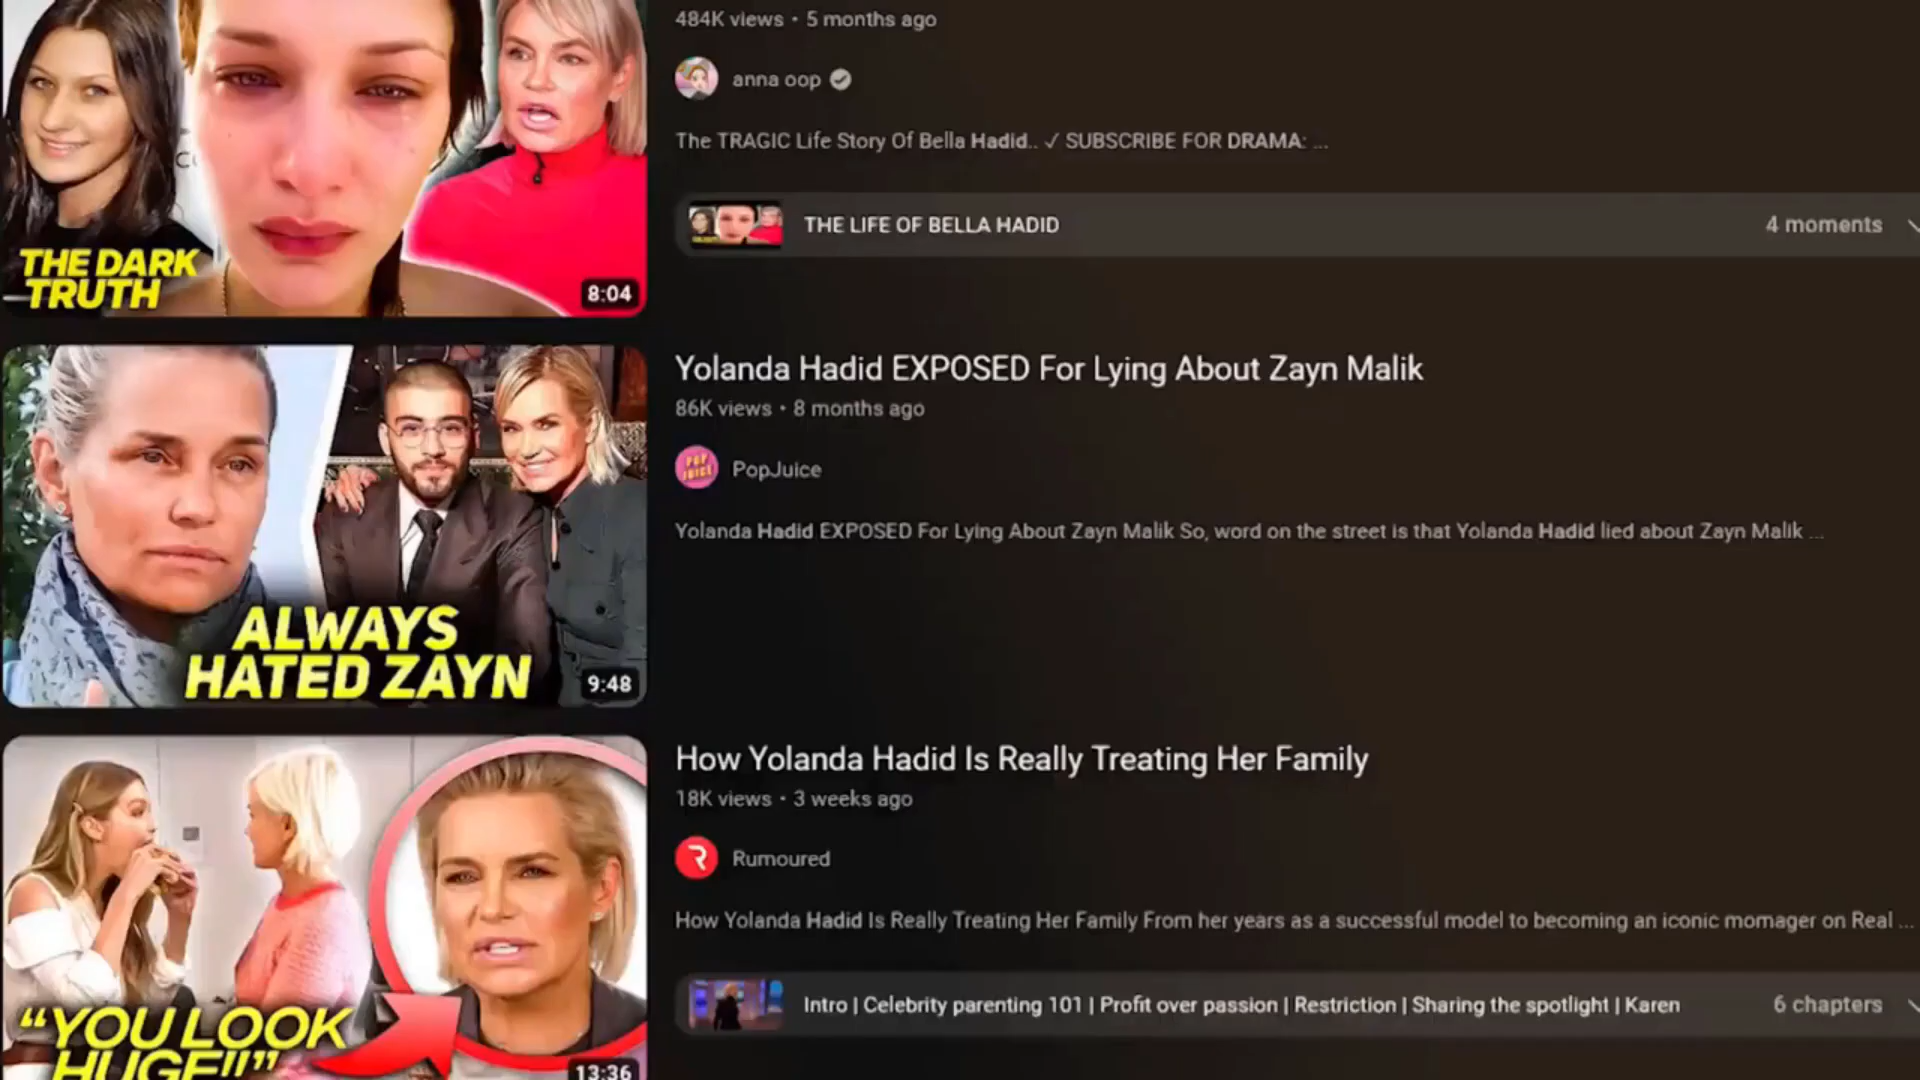 484K views • 5 months ago
anna oop
The TRAGIC Life Story Of Bella Hadid.. ✓ SUBSCRIBE FOR DRAMA: ...
THE DARK
TRUTH
8:04
THE LIFE OF BELLA HADID
4 moments
Yolanda Hadid EXPOSED For Lying About Zayn Malik
86K views • 8 months ago
POP
JUICE
PopJuice
Yolanda Hadid EXPOSED For Lying About Zayn Malik So, word on the street is that Yolanda Hadid lied about Zayn Malik ...
ALWAYS
HATED ZAYN
9:48
How Yolanda Hadid Is Really Treating Her Family
18K views • 3 weeks ago
Rumoured
How Yolanda Hadid Is Really Treating Her Family From her years as a successful model to becoming an iconic momager on Real ...
"YOU LOOK
HUGE!!"
13:36
Intro | Celebrity parenting 101 | Profit over passion | Restriction | Sharing the spotlight | Karen
6 chapters